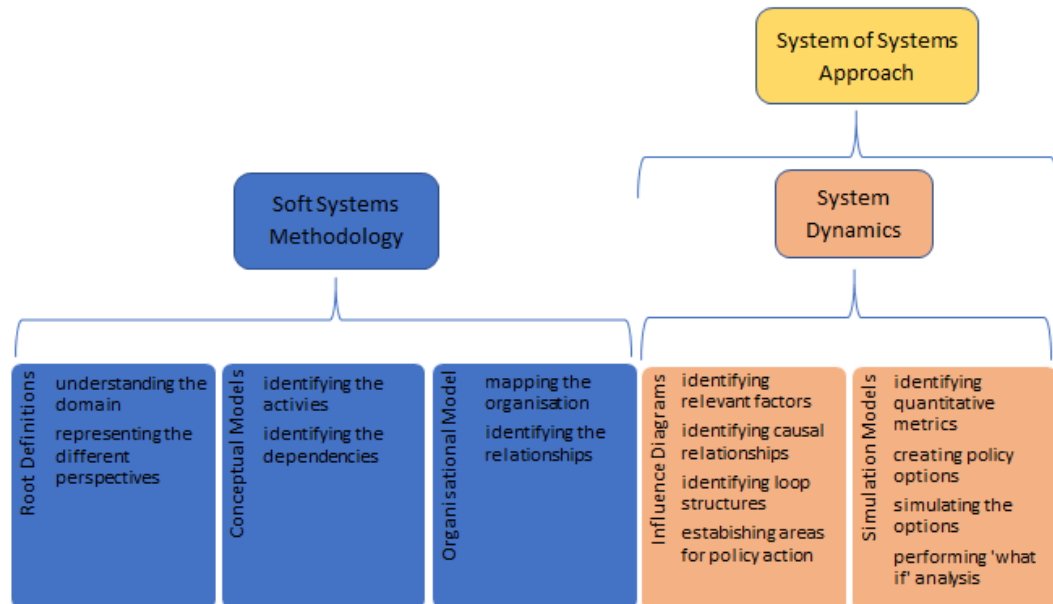 System of Systems
Approach
Soft Systems
Methodology
System
Dynamics
Root Definitions
understanding the
domain
representing the
different
perspectives
Conceptual Models
identifying the
activies
identifying the
dependencies
Organisational Model
mapping the
organisation
identifying the
relationships
Influence Diagrams
identifying
relevant factors
identifying causal
relationships
identifying loop
structures
estabishing areas
for policy action
Simulation Models
identifying
quantitative
metrics
creating policy
options
simulating the
options
performing 'what
if' analysis